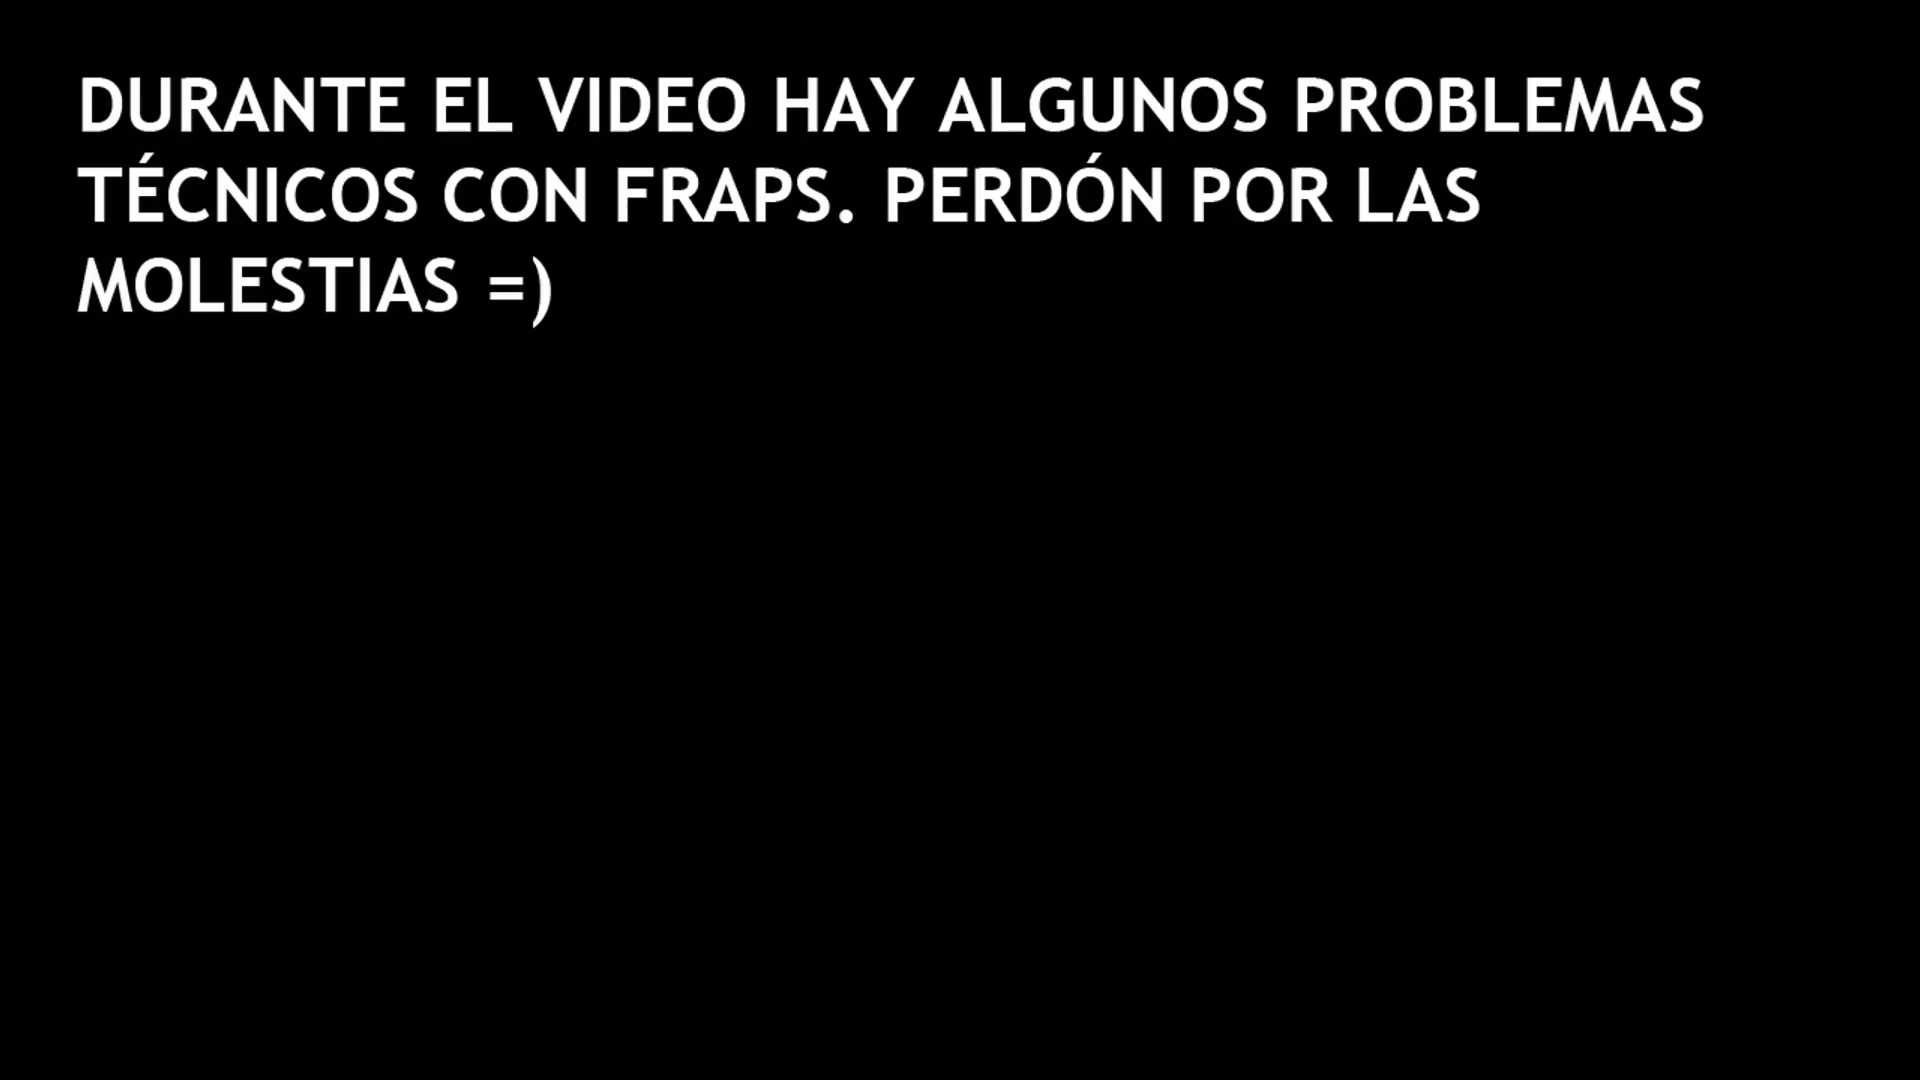 DURANTE EL VIDEO HAY ALGUNOS PROBLEMAS
TÉCNICOS CON FRAPS. PERDÓN POR LAS
MOLESTIAS =)